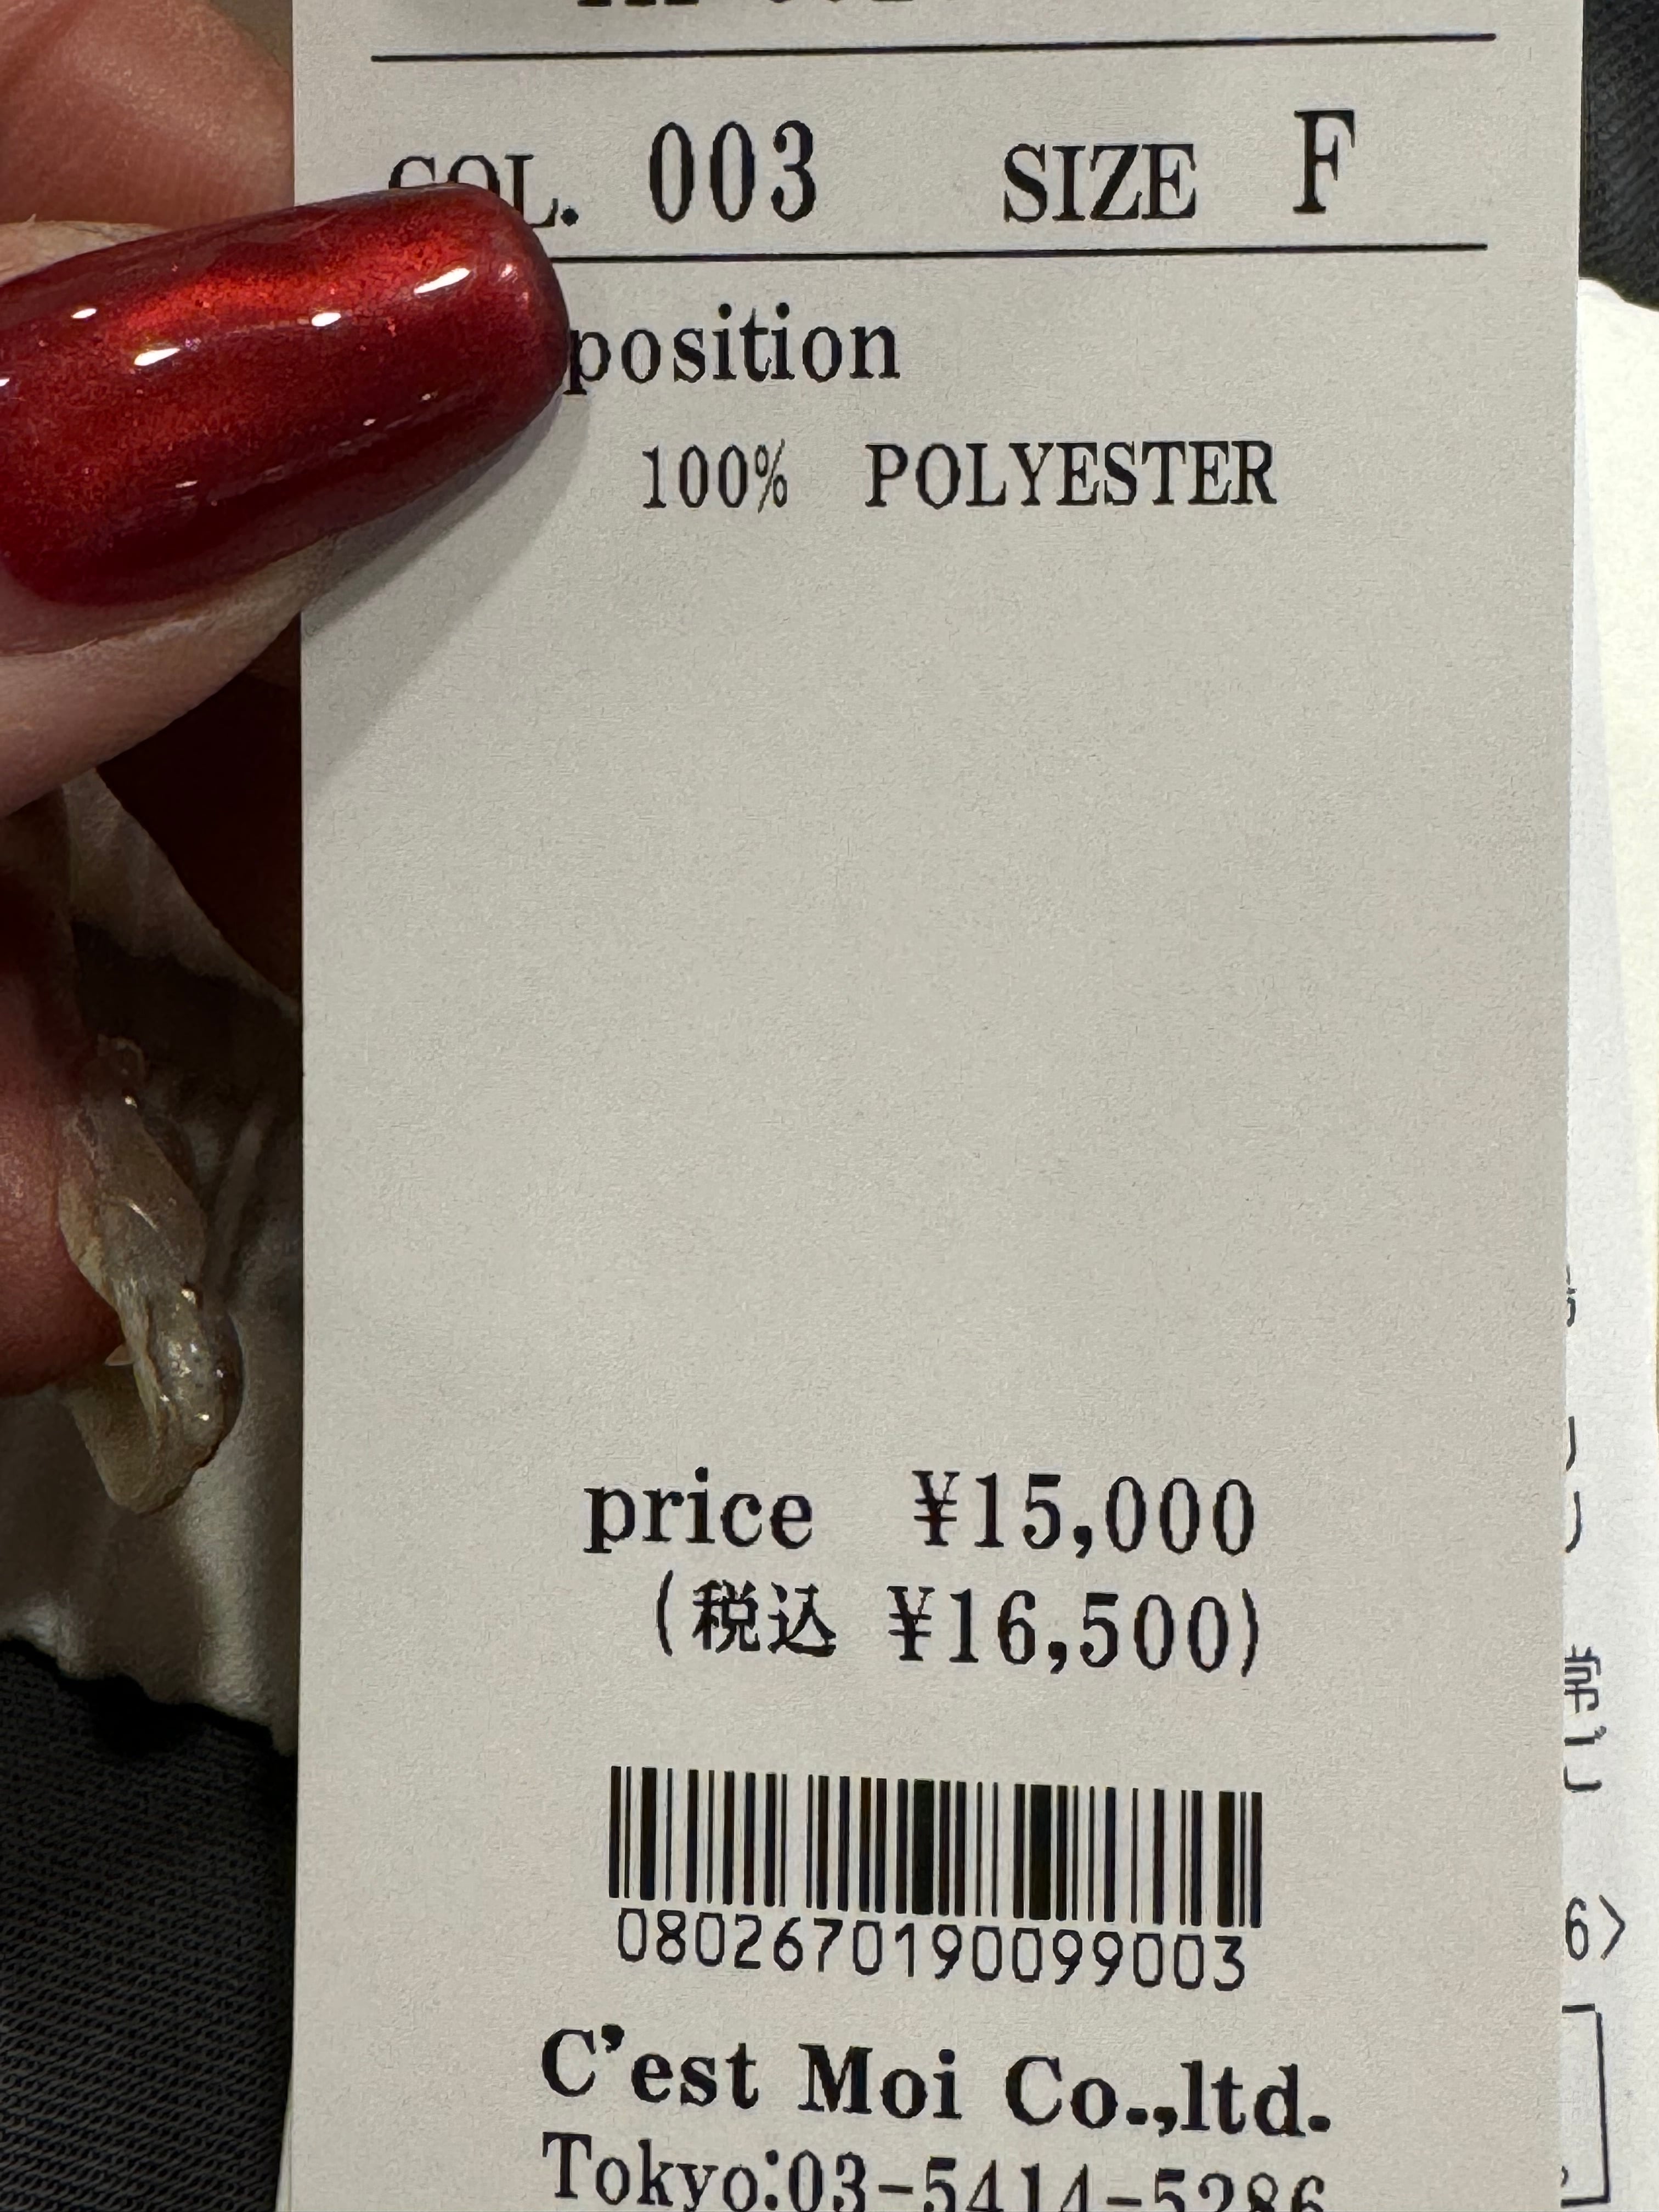 COL. 003 SIZE F
position
100% POLYESTER
price ¥15,000
(税込 ¥16,500)
0802670190099003
C'est Moi Co.,ltd.
Tokyo:03-5414-5286
6>